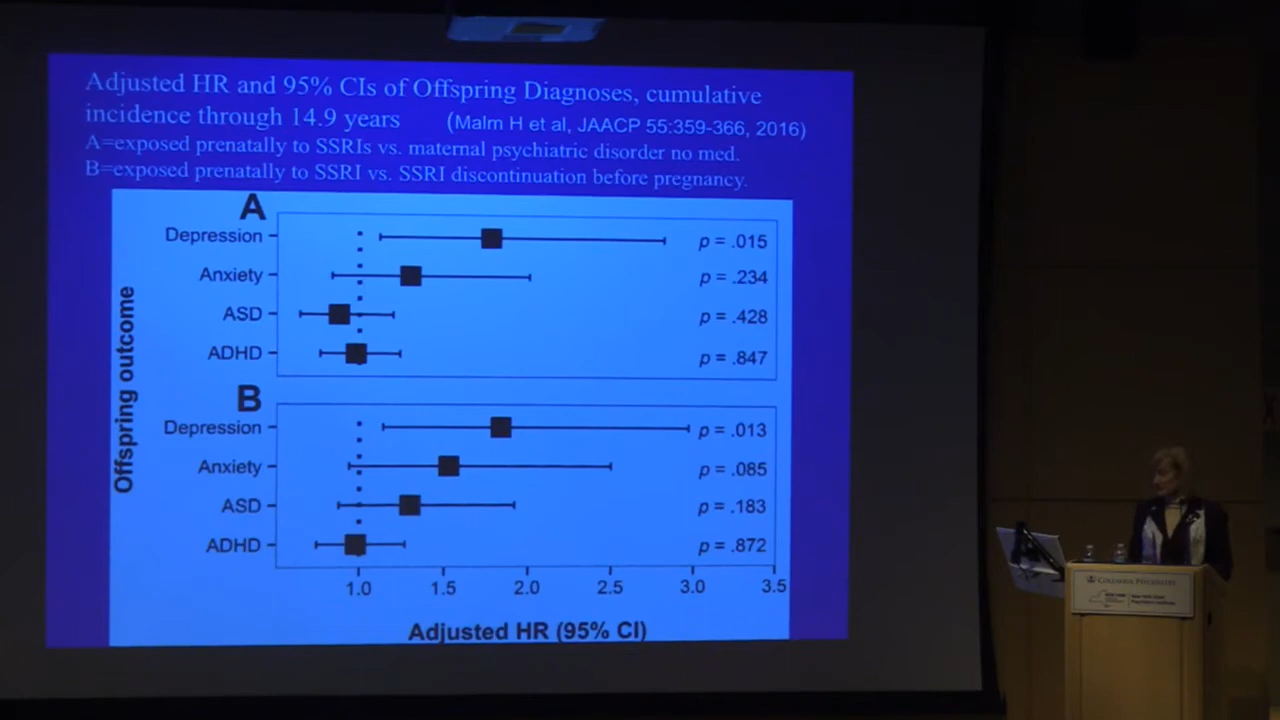 Adjusted HR and 95% CIs of Offspring Diagnoses, cumulative
incidence through 14.9 years (Malm H et al, JAACP 55:359-366, 2016)
A=exposed prenatally to SSRIs vs. maternal psychiatric disorder no med.
B=exposed prenatally to SSRI vs. SSRI discontinuation before pregnancy.
Offspring outcome
A
Depression p = .015
Anxiety p = .234
ASD p = .428
ADHD p = .847
B
Depression p = .013
Anxiety p = .085
ASD p = .183
ADHD p = .872
1.0 1.5 2.0 2.5 3.0 3.5
Adjusted HR (95% CI)
COLUMBIA PSYCHIATRY